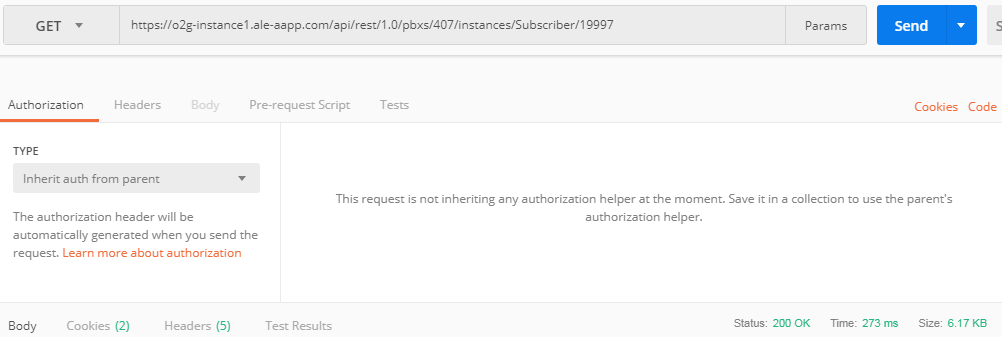 GET https://o2g-instance1.ale-aapp.com/api/rest/1.0/pbxs/407/instances/Subscriber/19997 Params Send S
Authorization Headers Body Pre-request Script Tests Cookies Code
TYPE
Inherit auth from parent
The authorization header will be
automatically generated when you send the
request. Learn more about authorization
This request is not inheriting any authorization helper at the moment. Save it in a collection to use the parent's
authorization helper.
Body Cookies (2) Headers (5) Test Results Status: 200 OK Time: 273 ms Size: 6.17 KB